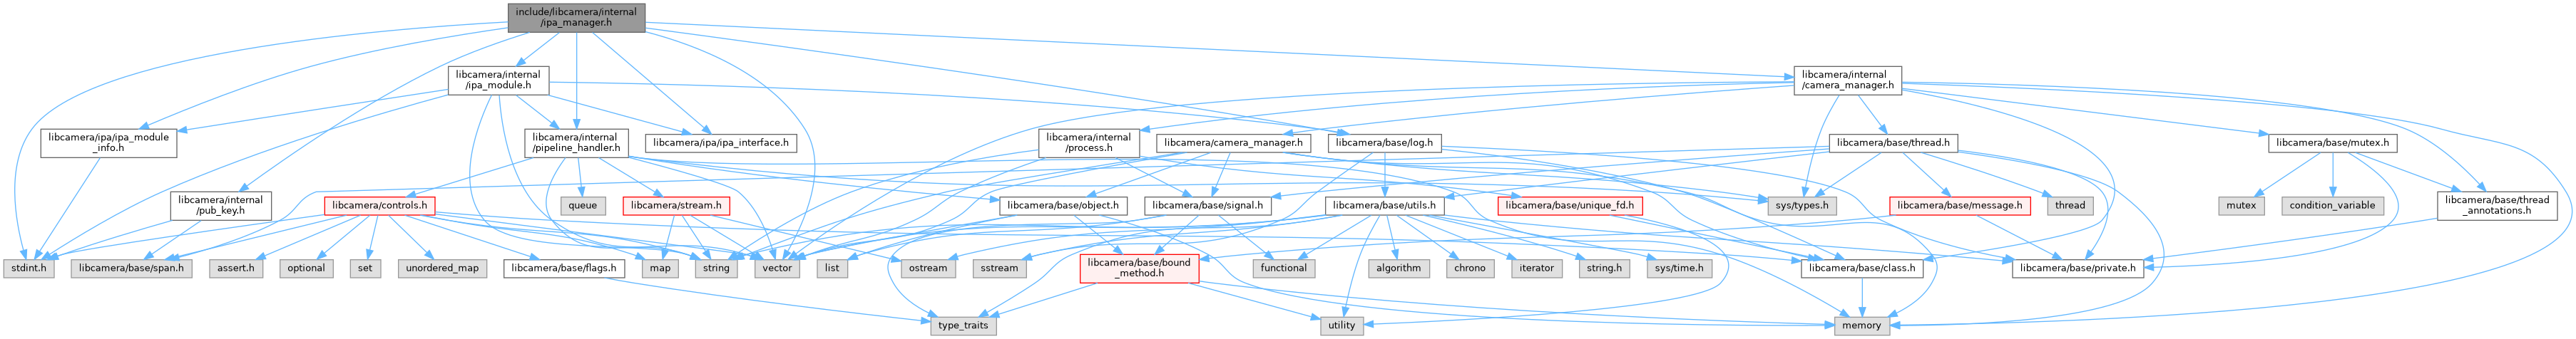 include/libcamera/internal
/ipa_manager.h
libcamera/internal
/ipa_module.h
libcamera/internal
/camera_manager.h
libcamera/ipa/ipa_module
_info.h
libcamera/internal
/pipeline_handler.h
libcamera/ipa/ipa_interface.h
libcamera/internal
/process.h
libcamera/camera_manager.h
libcamera/base/log.h
libcamera/base/thread.h
libcamera/base/mutex.h
libcamera/internal
/pub_key.h
libcamera/controls.h
queue
libcamera/stream.h
libcamera/base/object.h
libcamera/base/signal.h
libcamera/base/utils.h
libcamera/base/unique_fd.h
sys/types.h
libcamera/base/message.h
thread
mutex
condition_variable
libcamera/base/thread
_annotations.h
stdint.h
libcamera/base/span.h
assert.h
optional
set
unordered_map
libcamera/base/flags.h
map
string
vector
list
ostream
sstream
libcamera/base/bound
_method.h
functional
algorithm
chrono
iterator
string.h
sys/time.h
libcamera/base/class.h
libcamera/base/private.h
type_traits
utility
memory